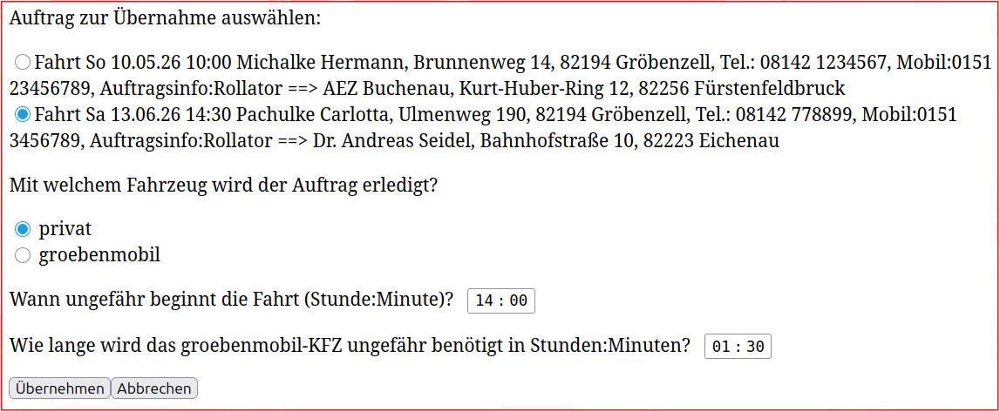 Auftrag zur Übernahme auswählen:
Fahrt So 10.05.26 10:00 Michalke Hermann, Brunnenweg 14, 82194 Gröbenzell, Tel.: 08142 1234567, Mobil:0151
23456789, Auftragsinfo:Rollator ==> AEZ Buchenau, Kurt-Huber-Ring 12, 82256 Fürstenfeldbruck
Fahrt Sa 13.06.26 14:30 Pachulke Carlotta, Ulmenweg 190, 82194 Gröbenzell, Tel.: 08142 778899, Mobil:0151
3456789, Auftragsinfo:Rollator ==> Dr. Andreas Seidel, Bahnhofstraße 10, 82223 Eichenau
Mit welchem Fahrzeug wird der Auftrag erledigt?
privat
groebenmobil
Wann ungefähr beginnt die Fahrt (Stunde:Minute)? 14:00
Wie lange wird das groebenmobil-KFZ ungefähr benötigt in Stunden:Minuten? 01:30
Übernehmen Abbrechen